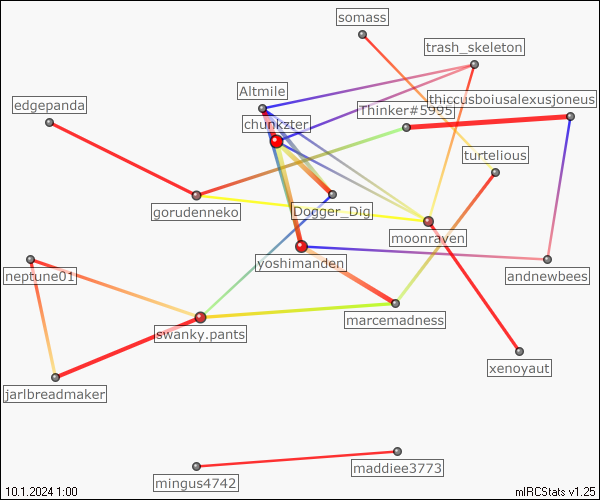 somass
trash_skeleton
Altmile
thiccusboiusalexusjoneus
edgepanda
Thinker#5995
chunkzter
turtelious
gorudenneko
Dogger_Dig
moonraven
yoshimanden
neptune01
andnewbees
marcemadness
swanky.pants
xenoyaut
jarlbreadmaker
maddiee3773
mingus4742
10.1.2024 1:00
mIRCStats v1.25